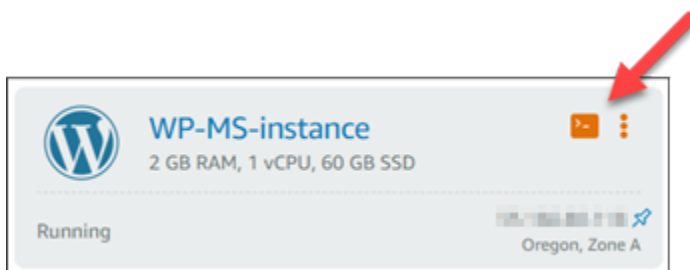 WP-MS-instance
2 GB RAM, 1 vCPU, 60 GB SSD
Running
Oregon, Zone A